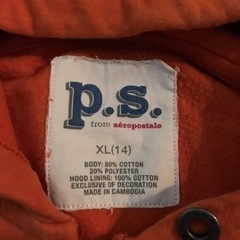 p.s.
from aéropostale
XL(14)
BODY: 80% COTTON
20% POLYESTER
HOOD LINING: 100% COTTON
EXCLUSIVE OF DECORATION
MADE IN CAMBODIA